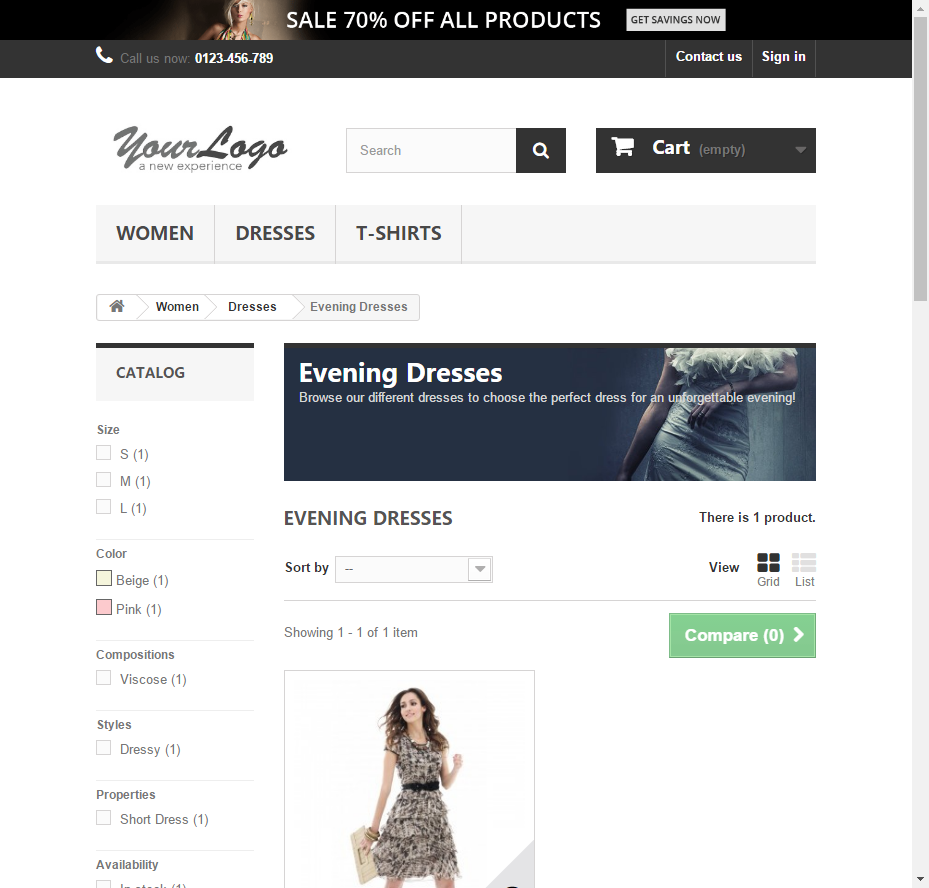 SALE 70% OFF ALL PRODUCTS GET SAVINGS NOW
Call us now: 0123-456-789 Contact us Sign in
YourLogo
a new experience
Search
Cart (empty)
WOMEN DRESSES T-SHIRTS
Women Dresses Evening Dresses
CATALOG
Size
S (1)
M (1)
L (1)
Color
Beige (1)
Pink (1)
Compositions
Viscose (1)
Styles
Dressy (1)
Properties
Short Dress (1)
Availability
In stock (1)
Evening Dresses
Browse our different dresses to choose the perfect dress for an unforgettable evening!
EVENING DRESSES There is 1 product.
Sort by -- View
Grid List
Showing 1 - 1 of 1 item Compare (0)